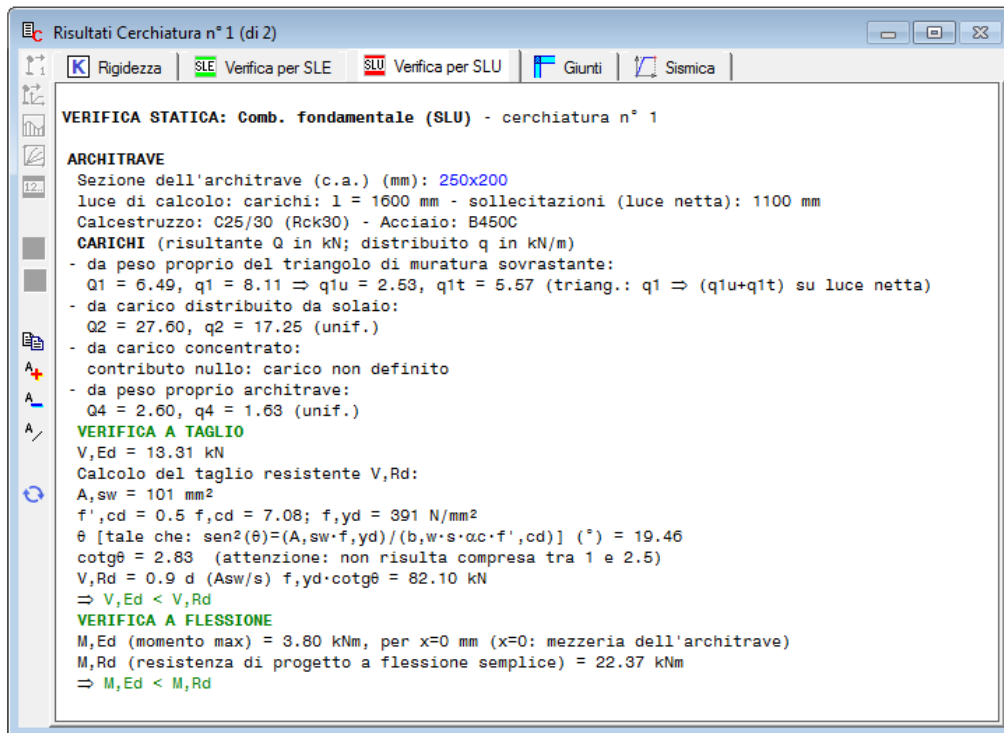 Risultati Cerchiatura n° 1 (di 2)
K Rigidezza SLE Verifica per SLE SLU Verifica per SLU Giunti Sismica
VERIFICA STATICA: Comb. fondamentale (SLU) - cerchiatura n° 1
ARCHITRAVE
Sezione dell'architrave (c.a.) (mm): 250x200
luce di calcolo: carichi: l = 1600 mm - sollecitazioni (luce netta): 1100 mm
Calcestruzzo: C25/30 (Rck30) - Acciaio: B450C
CARICHI (risultante Q in kN; distribuito q in kN/m)
- da peso proprio del triangolo di muratura sovrastante:
Q1 = 6.49, q1 = 8.11 ⇒ q1u = 2.53, q1t = 5.57 (triang.: q1 ⇒ (q1u+q1t) su luce netta)
- da carico distribuito da solaio:
Q2 = 27.60, q2 = 17.25 (unif.)
- da carico concentrato:
contributo nullo: carico non definito
- da peso proprio architrave:
Q4 = 2.60, q4 = 1.63 (unif.)
VERIFICA A TAGLIO
V,Ed = 13.31 kN
Calcolo del taglio resistente V,Rd:
A,sw = 101 mm²
f',cd = 0.5 f,cd = 7.08; f,yd = 391 N/mm²
θ [tale che: sen²(θ)=(A,sw·f,yd)/(b,w·s·αc·f',cd)] (°) = 19.46
cotgθ = 2.83 (attenzione: non risulta compresa tra 1 e 2.5)
V,Rd = 0.9 d (Asw/s) f,yd·cotgθ = 82.10 kN
⇒ V,Ed < V,Rd
VERIFICA A FLESSIONE
M,Ed (momento max) = 3.80 kNm, per x=0 mm (x=0: mezzeria dell'architrave)
M,Rd (resistenza di progetto a flessione semplice) = 22.37 kNm
⇒ M,Ed < M,Rd